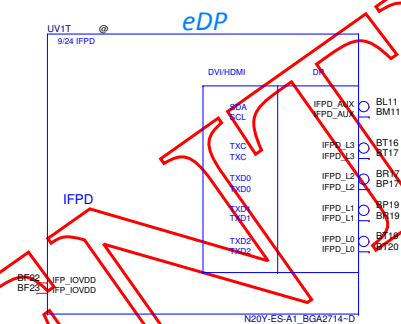 eDP
UV1T @
9/24 IFPD
DVI/HDMI DP
SDA IFPD_AUX BL11
SCL IFPD_AUX BM11
TXC IFPD_L3 BT16
TXC IFPD_L3 BT17
TXD0 IFPD_L2 BR17
TXD0 IFPD_L2 BP17
IFPD
TXD1 IFPD_L1 BP19
TXD1 IFPD_L1 BR19
TXD2 IFPD_L0 BT19
TXD2 IFPD_L0 BT20
BF22 IFP_IOVDD
BF23 IFP_IOVDD
N20Y-ES-A1_BGA2714~D